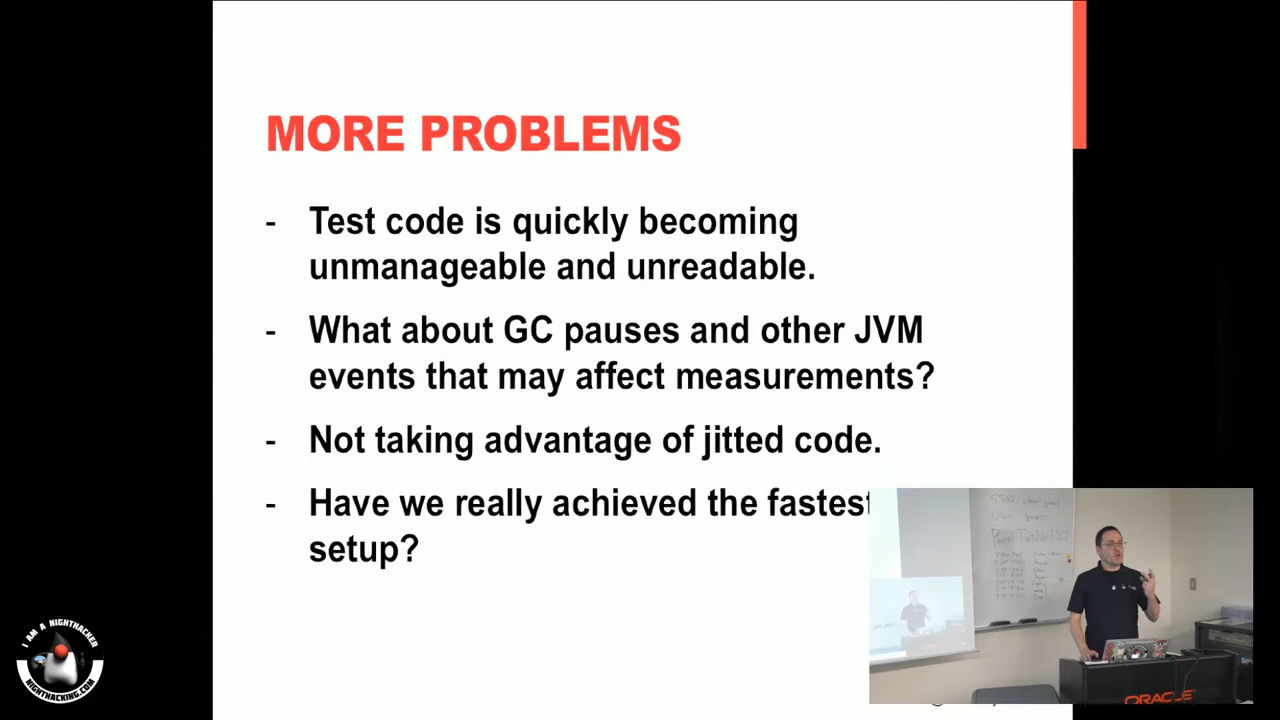 MORE PROBLEMS
- Test code is quickly becoming
unmanageable and unreadable.
- What about GC pauses and other JVM
events that may affect measurements?
- Not taking advantage of jitted code.
- Have we really achieved the fastest
setup?
I AM A NIGHTHACKER
NIGHTHACKING.COM
ORACLE